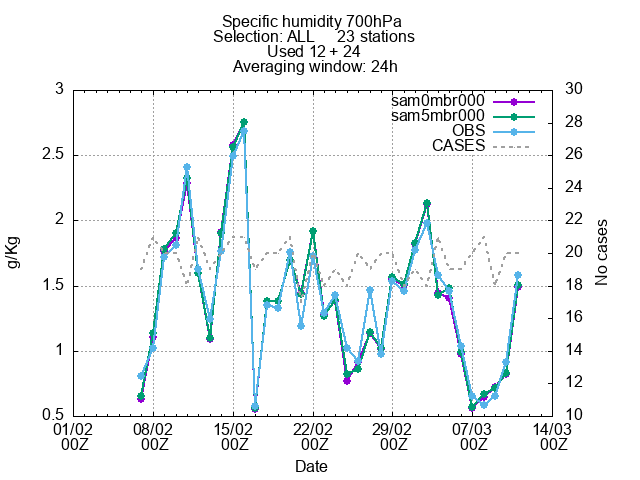 Specific humidity 700hPa
Selection: ALL 23 stations
Used 12 + 24
Averaging window: 24h
sam0mbr000
sam5mbr000
OBS
CASES
3
2.5
2
1.5
1
0.5
g/Kg
30
28
26
24
22
20
18
16
14
12
10
No cases
01/02 08/02 15/02 22/02 29/02 07/03 14/03
00Z 00Z 00Z 00Z 00Z 00Z 00Z
Date